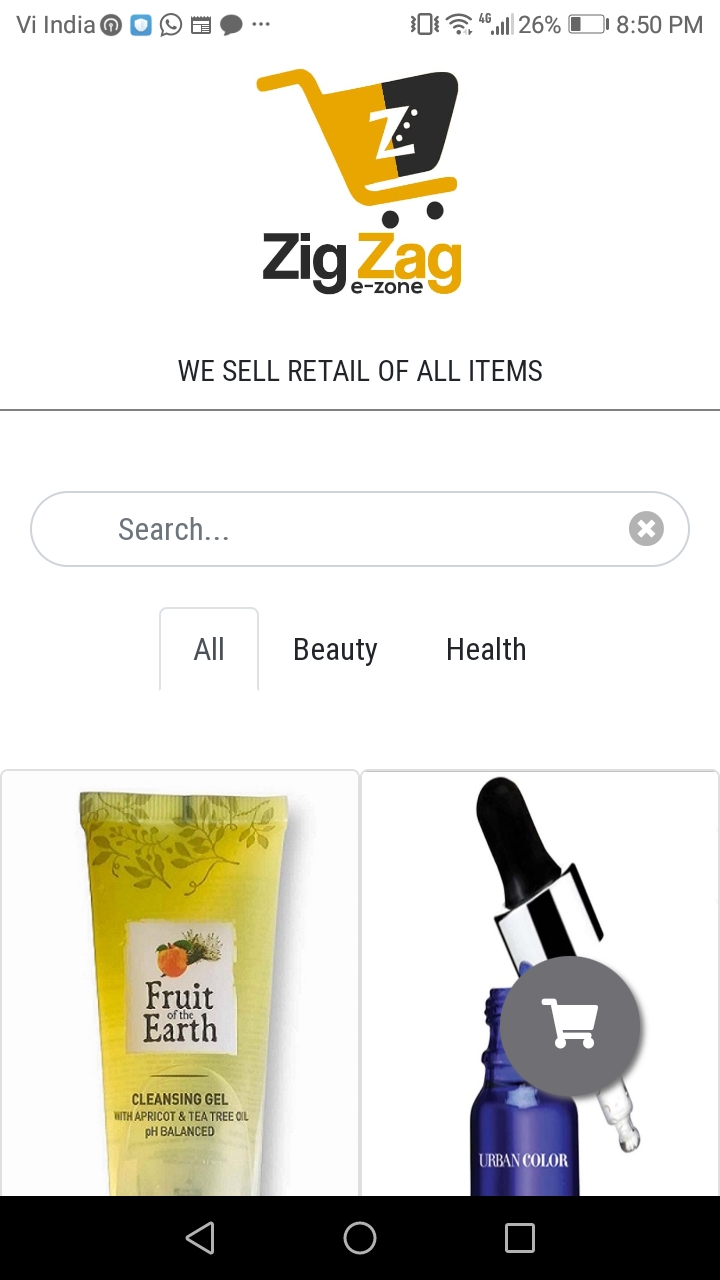 Vi India 4G 26% 8:50 PM
Z
Zig Zag
e-zone
WE SELL RETAIL OF ALL ITEMS
Search...
All Beauty Health
Fruit
of the
Earth
CLEANSING GEL
WITH APRICOT & TEA TREE OIL
pH BALANCED
URBAN COLOR